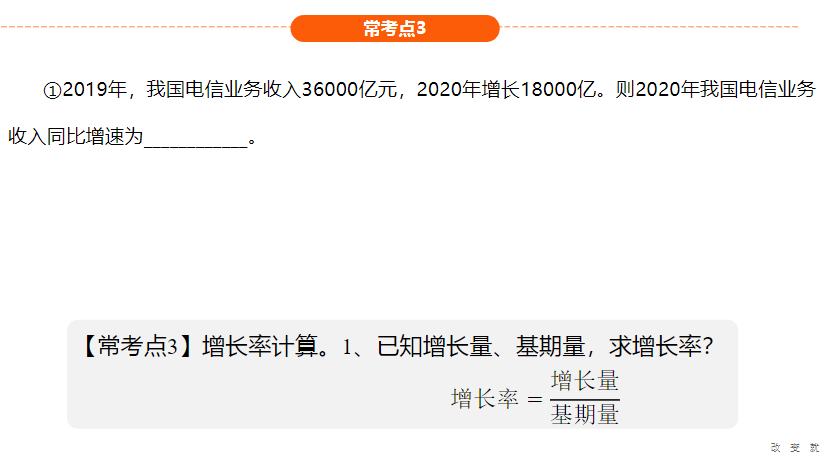 常考点3
①2019年，我国电信业务收入36000亿元，2020年增长18000亿。则2020年我国电信业务
收入同比增速为____________。
【常考点3】增长率计算。1、已知增长量、基期量，求增长率？
增长率 = 增长量
基期量
改 变 就